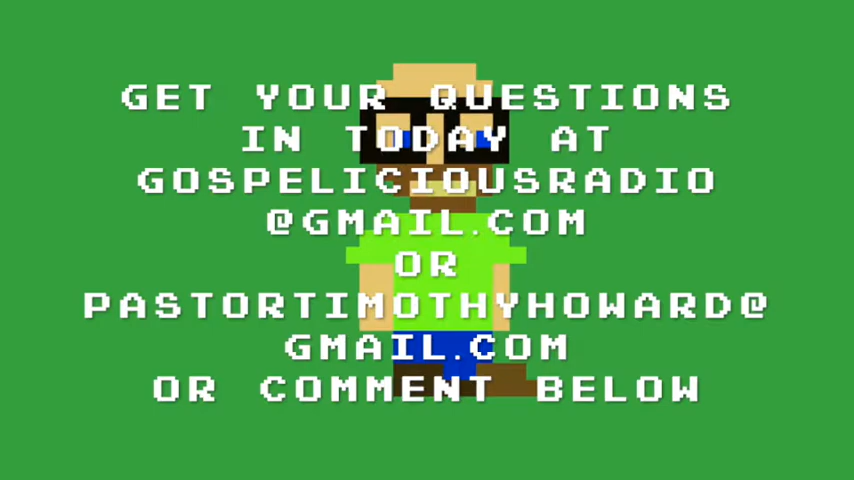 GET YOUR QUESTIONS
IN TODAY AT
GOSPELICIOUSRADIO
@GMAIL.COM
OR
PASTORTIMOTHYHOWARD@
GMAIL.COM
OR COMMENT BELOW